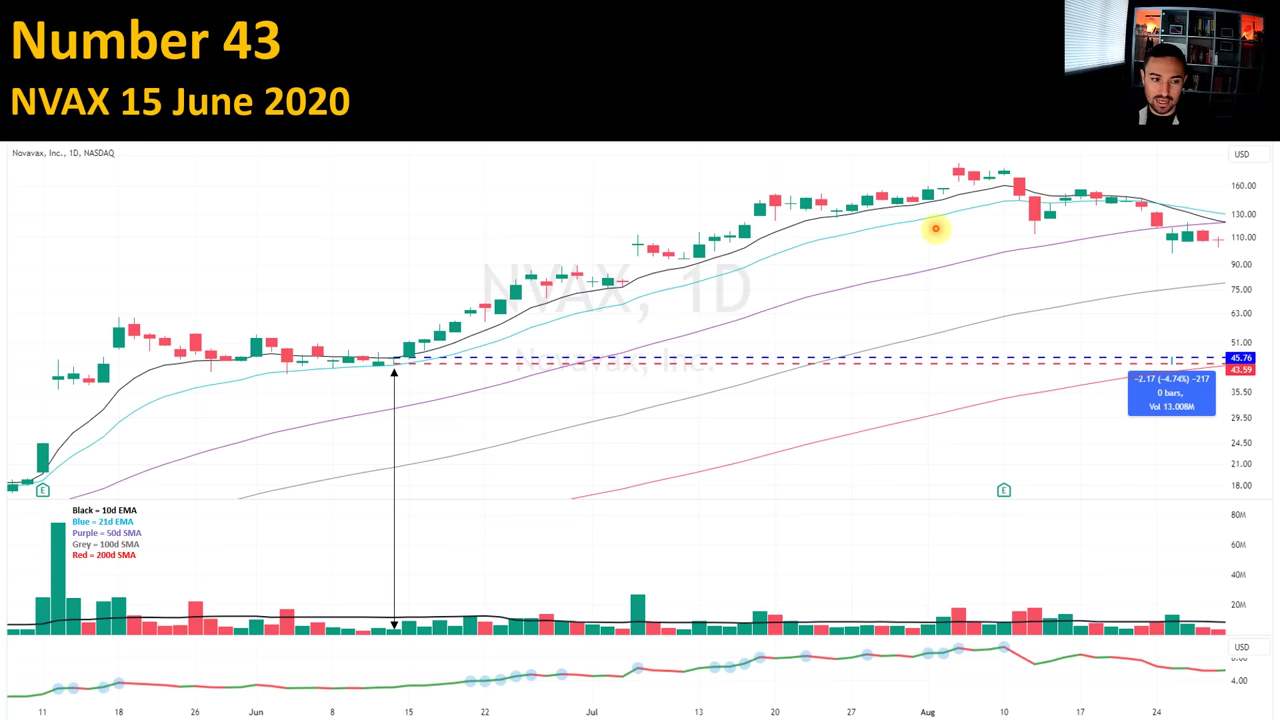 Number 43
NVAX 15 June 2020
Novavax, Inc., 1D, NASDAQ
USD
160.00
130.00
110.00
90.00
75.00
63.00
51.00
45.76
43.59
35.50
29.50
24.50
21.00
18.00
NVAX, 1D
Novavax, Inc.
-2.17 (-4.74%) -217
0 bars,
Vol 13.008M
E
E
Black = 10d EMA
Blue = 21d EMA
Purple = 50d SMA
Grey = 100d SMA
Red = 200d SMA
80M
60M
40M
20M
USD
4.00
11 18 26 Jun 8 15 22 Jul 13 20 27 Aug 10 17 24